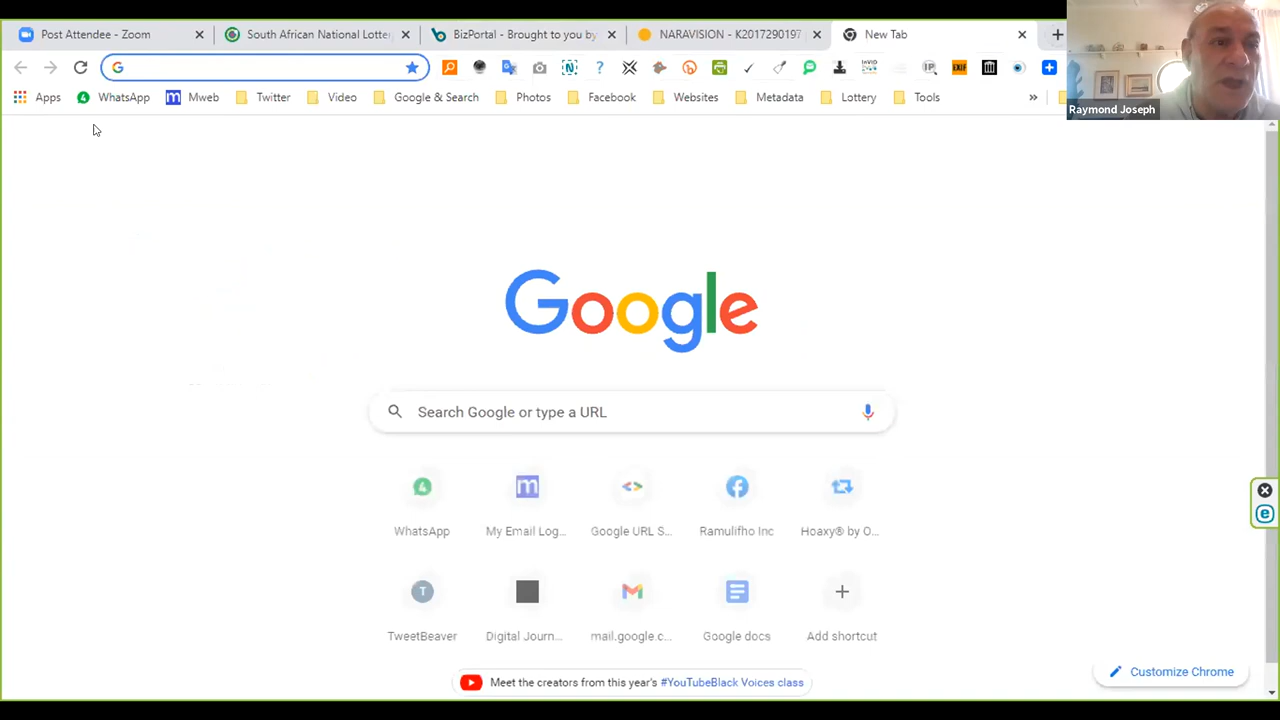 Post Attendee - Zoom
South African National Lotte
BizPortal - Brought to you by
NARAVISION - K2017290197
New Tab
Apps
WhatsApp
Mweb
Twitter
Video
Google & Search
Photos
Facebook
Websites
Metadata
Lottery
Tools
Raymond Joseph
Google
Search Google or type a URL
WhatsApp
My Email Log...
Google URL S...
Ramulifho Inc
Hoaxy® by O...
TweetBeaver
Digital Journ...
mail.google.c...
Google docs
Add shortcut
Meet the creators from this year's #YouTubeBlack Voices class
Customize Chrome